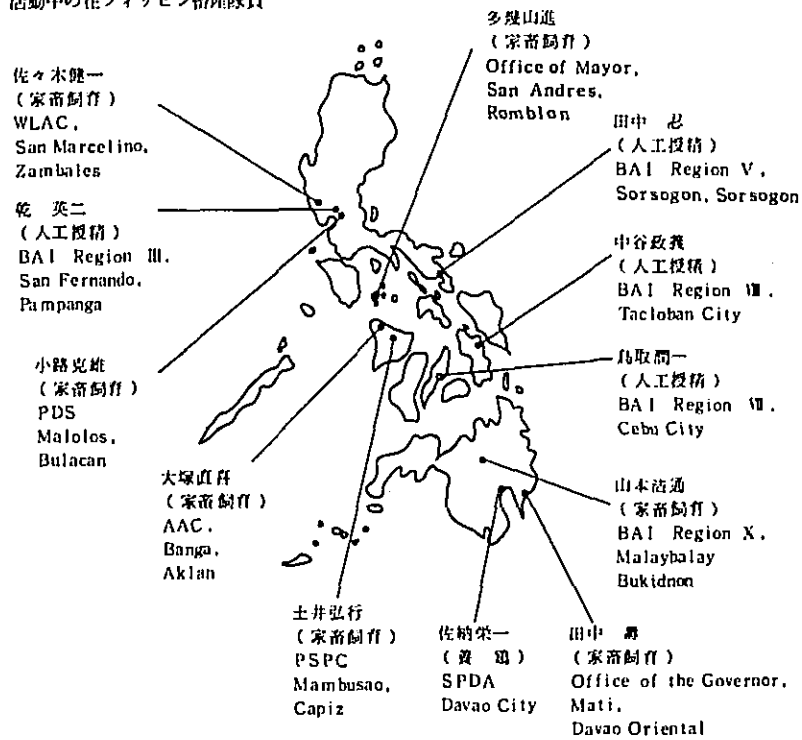 活動中の在フィリピン畜産隊員
多幾山進
(家畜飼育)
Office of Mayor,
San Andres,
Romblon
佐々木健一
(家畜飼育)
WLAC,
San Marcelino,
Zambales
田中 忍
(人工授精)
BAI Region V,
Sorsogon, Sorsogon
乾 英二
(人工授精)
BAI Region Ⅲ,
San Fernando,
Pampanga
中谷政義
(人工授精)
BAI Region Ⅷ,
Tacloban City
小路克雄
(家畜飼育)
PDS
Malolos,
Bulacan
鳥取潤一
(人工授精)
BAI Region Ⅶ,
Cebu City
大塚直
(家畜飼育)
AAC,
Banga,
Aklan
山本 通
(家畜飼育)
BAI Region X,
Malaybalay
Bukidnon
土井弘行
(家畜飼育)
PSPC
Mambusao,
Capiz
佐納栄一
(養 鶏)
SPDA
Davao City
田中
(家畜飼育)
Office of the Governor,
Mati,
Davao Oriental